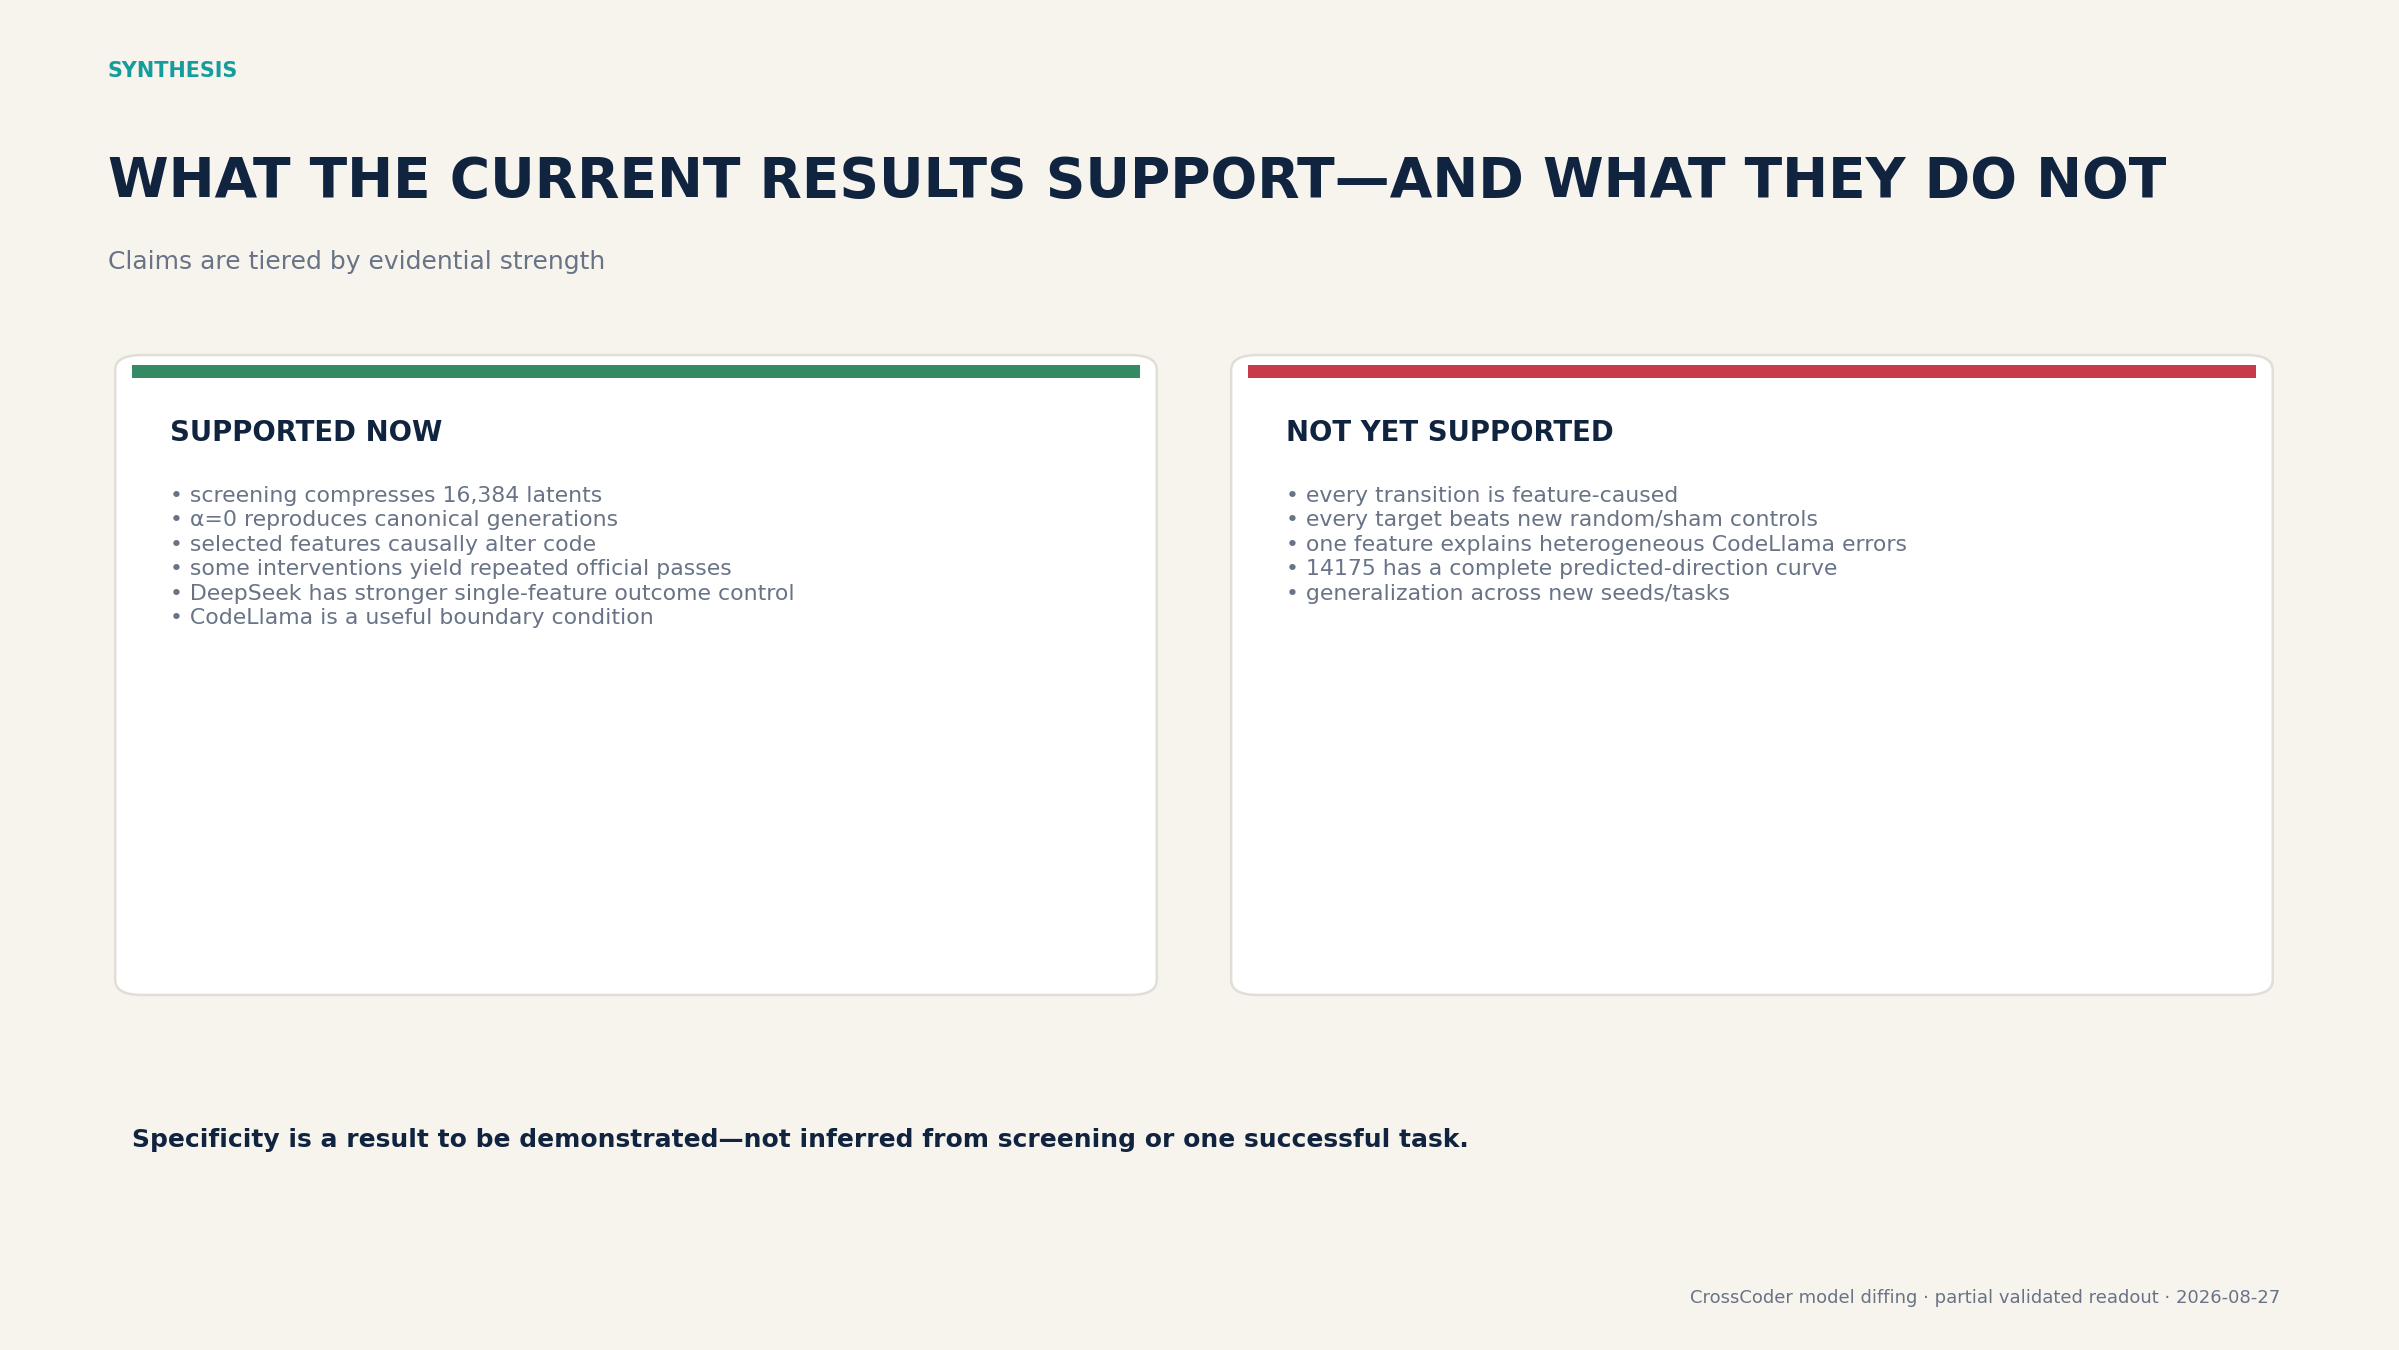 SYNTHESIS
WHAT THE CURRENT RESULTS SUPPORT—AND WHAT THEY DO NOT
Claims are tiered by evidential strength
SUPPORTED NOW
• screening compresses 16,384 latents
• α=0 reproduces canonical generations
• selected features causally alter code
• some interventions yield repeated official passes
• DeepSeek has stronger single-feature outcome control
• CodeLlama is a useful boundary condition
NOT YET SUPPORTED
• every transition is feature-caused
• every target beats new random/sham controls
• one feature explains heterogeneous CodeLlama errors
• 14175 has a complete predicted-direction curve
• generalization across new seeds/tasks
Specificity is a result to be demonstrated—not inferred from screening or one successful task.
CrossCoder model diffing · partial validated readout · 2026-08-27